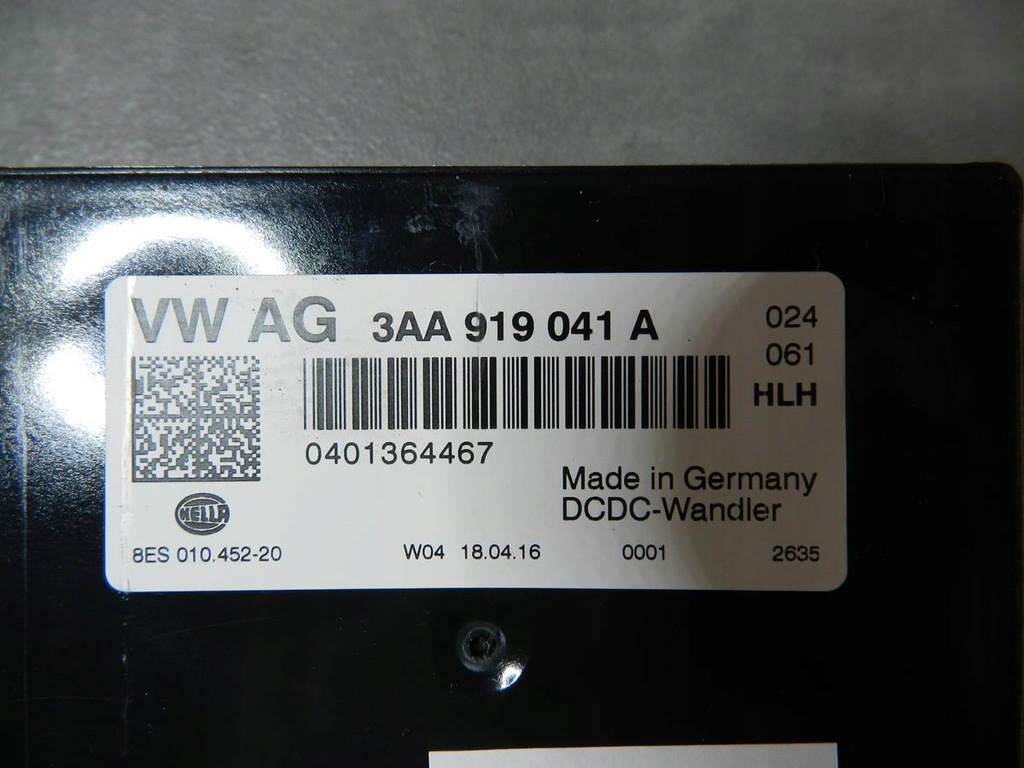 VW AG 3AA 919 041 A
024
061
HLH
0401364467
Made in Germany
DCDC-Wandler
HELLA
8ES 010.452-20 W04 18.04.16 0001 2635